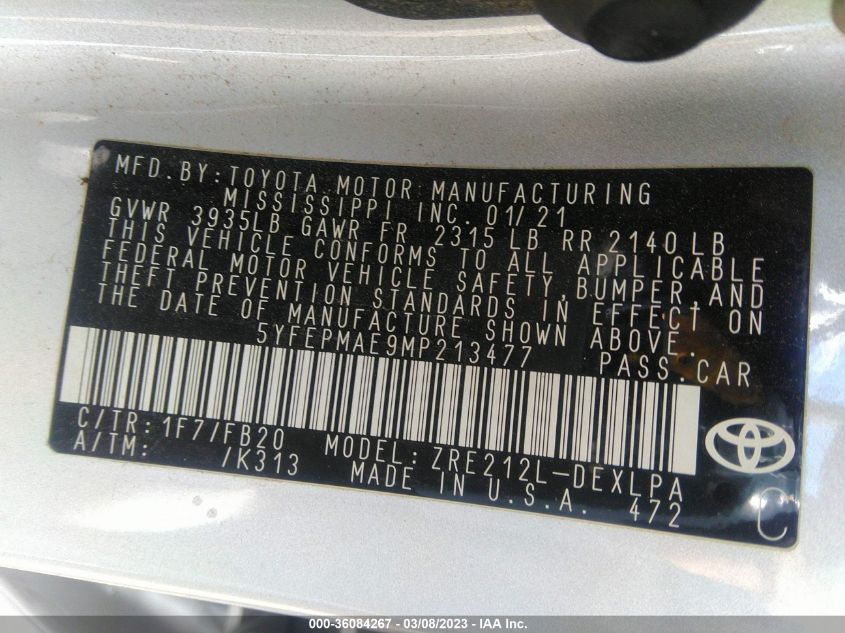 MFD.BY:TOYOTA MOTOR MANUFACTURING
MISSISSIPPI INC. 01/21
GVWR 3935LB GAWR FR 2315 LB RR 2140 LB
THIS VEHICLE CONFORMS TO ALL APPLICABLE
FEDERAL MOTOR VEHICLE SAFETY, BUMPER, AND
THEFT PREVENTION STANDARDS IN EFFECT ON
THE DATE OF MANUFACTURE SHOWN ABOVE.
5YFEPMAE9MP213477 PASS.CAR
C/TR: 1F7/FB20 MODEL: ZRE212L-DEXLPA
A/TM: /K313 MADE IN U.S.A. 472
C
000-36084267 - 03/08/2023 - IAA Inc.